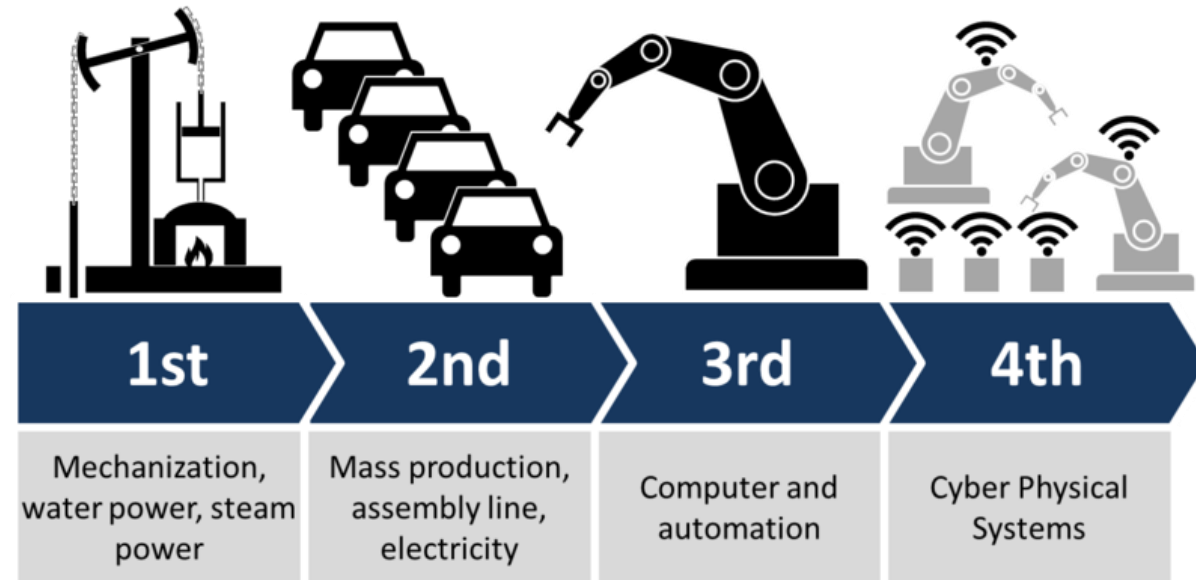 1st
2nd
3rd
4th
Mechanization,
water power, steam
power
Mass production,
assembly line,
electricity
Computer and
automation
Cyber Physical
Systems